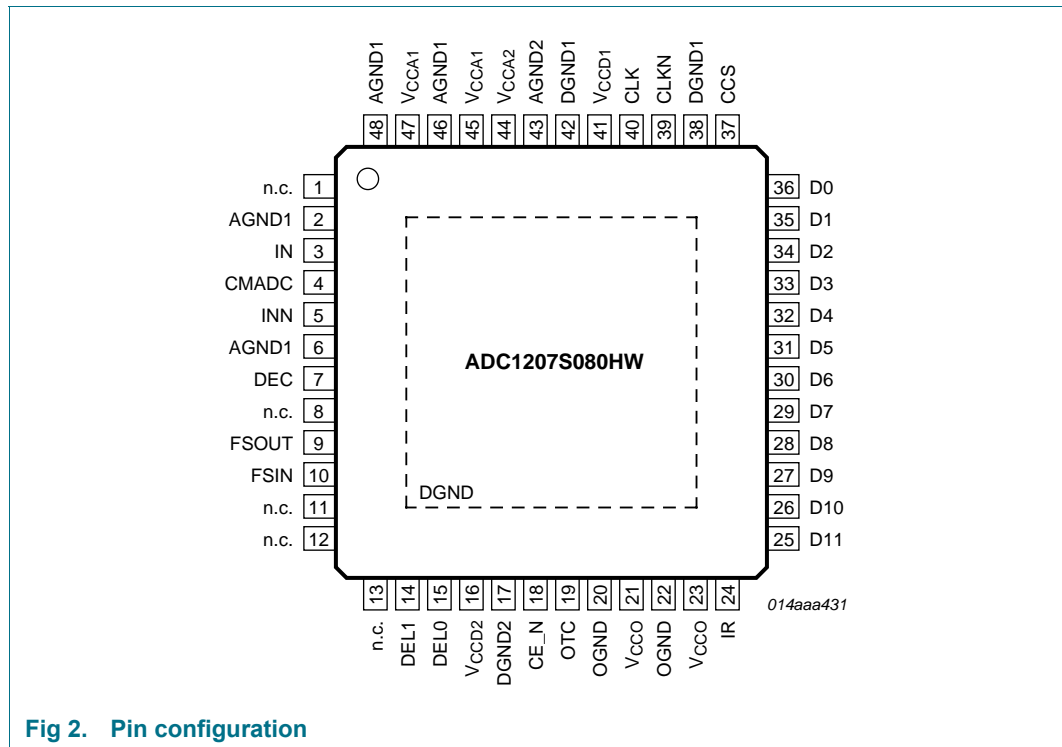 AGND1
VCCA1
AGND1
VCCA1
VCCA2
AGND2
DGND1
VCCD1
CLK
CLKN
DGND1
CCS
48
47
46
45
44
43
42
41
40
39
38
37
n.c. 1
AGND1 2
IN 3
CMADC 4
INN 5
AGND1 6
DEC 7
n.c. 8
FSOUT 9
FSIN 10
n.c. 11
n.c. 12
ADC1207S080HW
DGND
36 D0
35 D1
34 D2
33 D3
32 D4
31 D5
30 D6
29 D7
28 D8
27 D9
26 D10
25 D11
13
14
15
16
17
18
19
20
21
22
23
24
n.c.
DEL1
DEL0
VCCD2
DGND2
CE_N
OTC
OGND
VCCO
OGND
VCCO
IR
014aaa431
Fig 2. Pin configuration